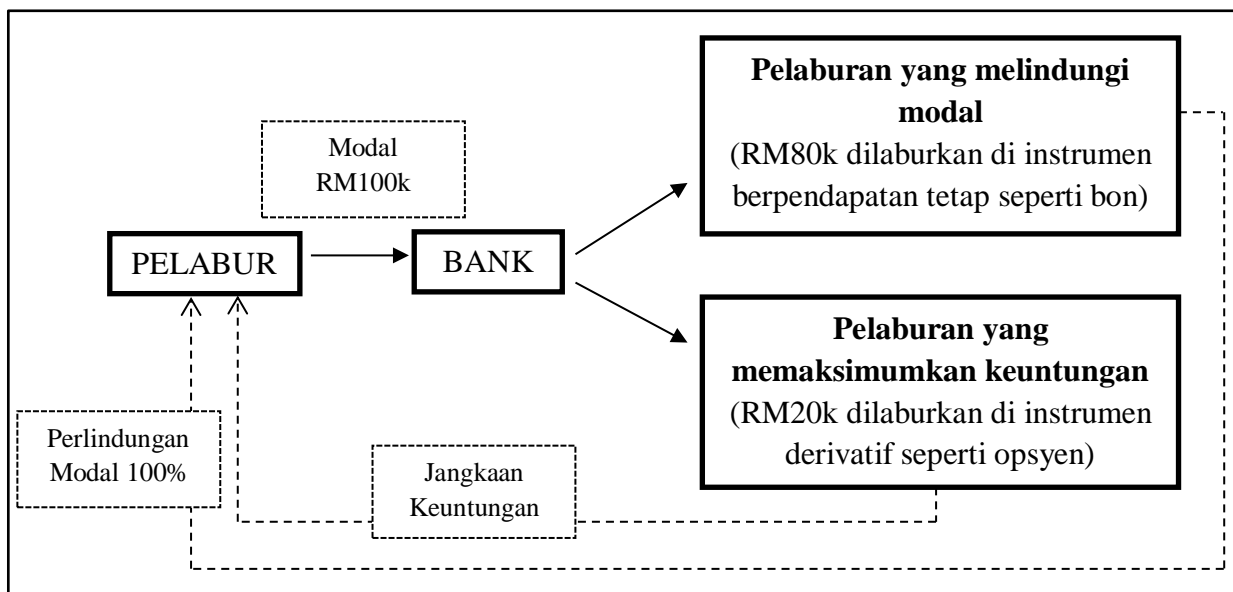 Pelaburan yang melindungi
modal
(RM80k dilaburkan di instrumen
berpendapatan tetap seperti bon)
Modal
RM100k
PELABUR
BANK
Pelaburan yang
memaksimumkan keuntungan
(RM20k dilaburkan di instrumen
derivatif seperti opsyen)
Perlindungan
Modal 100%
Jangkaan
Keuntungan